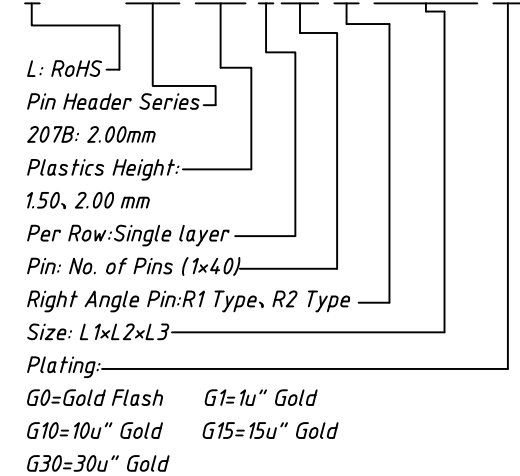 L: RoHS
Pin Header Series
207B: 2.00mm
Plastics Height:
1.50、2.00 mm
Per Row:Single layer
Pin: No. of Pins (1×40)
Right Angle Pin:R1 Type、R2 Type
Size: L1×L2×L3
Plating:
G0=Gold Flash G1=1u" Gold
G10=10u" Gold G15=15u" Gold
G30=30u" Gold